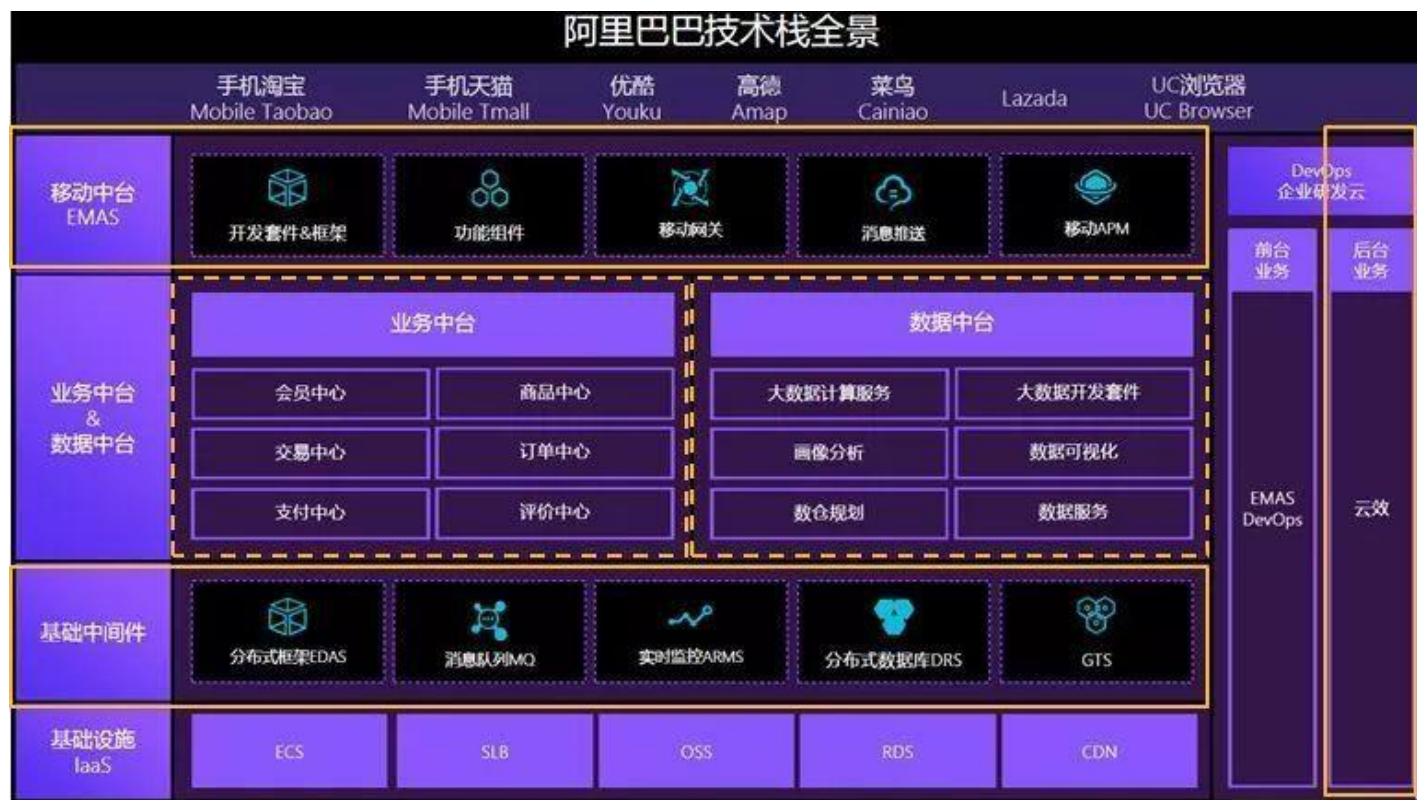 阿里巴巴技术栈全景
手机淘宝
Mobile Taobao
手机天猫
Mobile Tmall
优酷
Youku
高德
Amap
菜鸟
Cainiao
Lazada
UC浏览器
UC Browser
移动中台
EMAS
开发套件&框架
功能组件
移动网关
消息推送
移动APM
业务中台
&
数据中台
业务中台
会员中心
商品中心
交易中心
订单中心
支付中心
评价中心
数据中台
大数据计算服务
大数据开发套件
画像分析
数据可视化
数仓规划
数据服务
基础中间件
分布式框架EDAS
消息队列MQ
实时监控ARMS
分布式数据库DRS
GTS
基础设施
IaaS
ECS
SLB
OSS
RDS
CDN
DevOps
企业研发云
前台
业务
EMAS
DevOps
后台
业务
云效